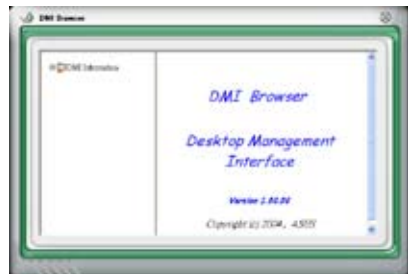 DMI Browser
DMI Information
DMI Browser
Desktop Management
Interface
Version 1.00.00
Copyright (c) 2004, ASUS